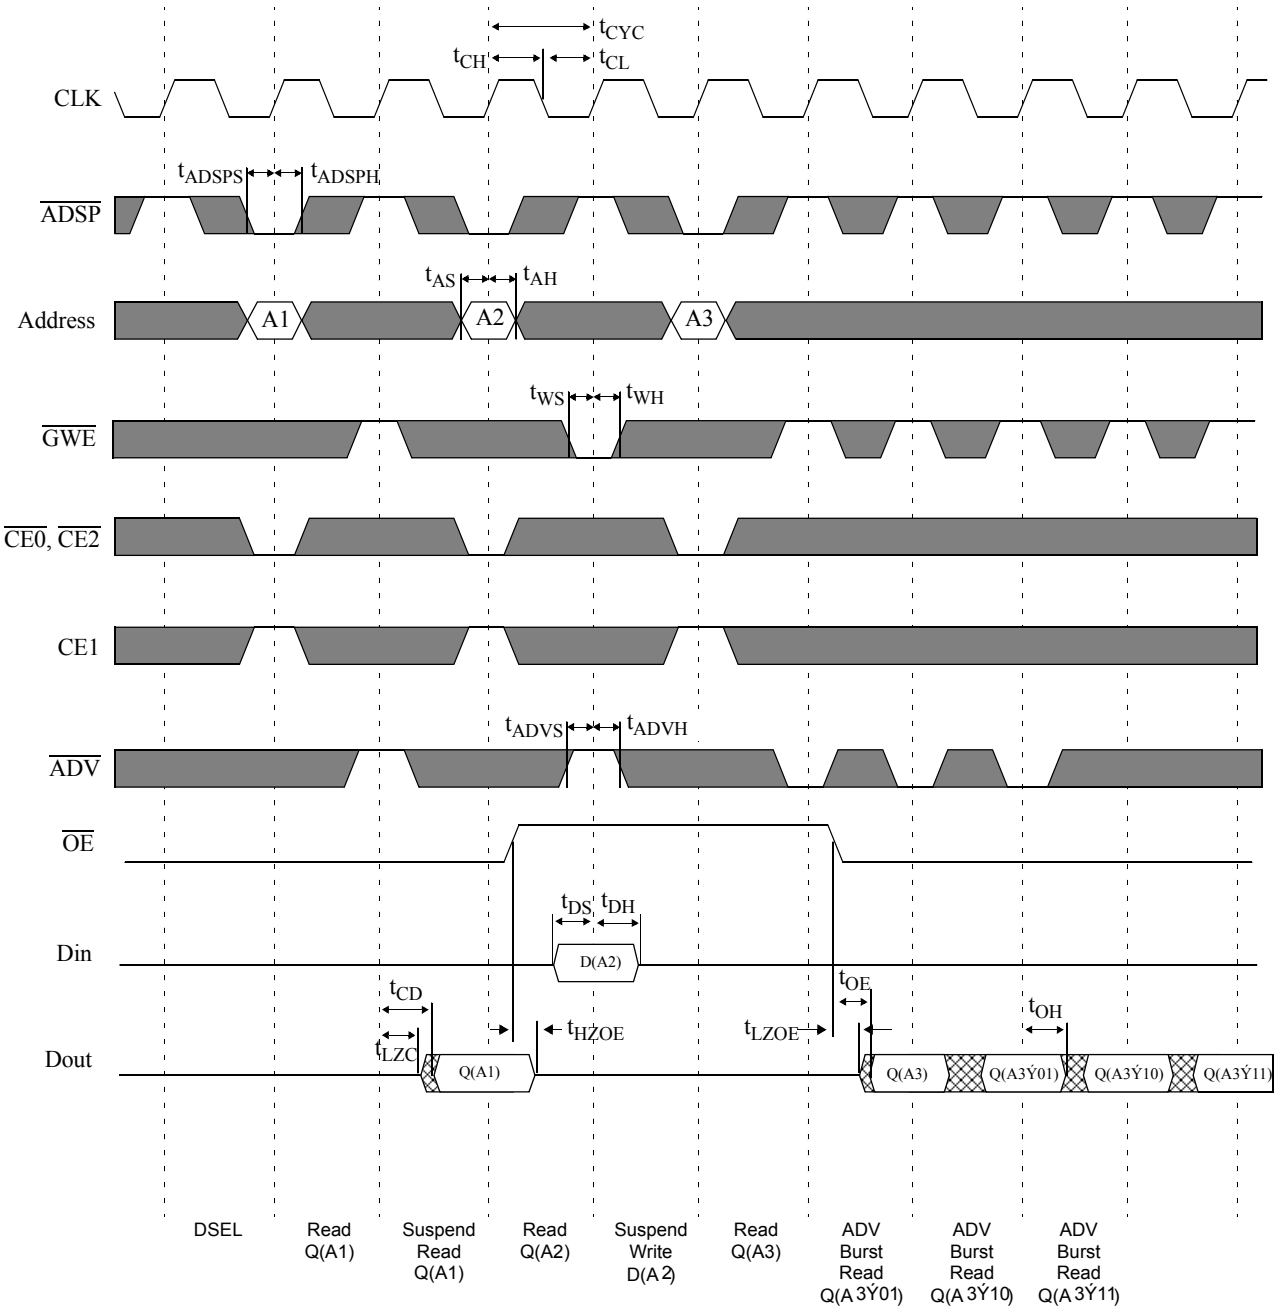 tCYC
tCH tCL
CLK
tADSPS tADSPH
ADSP
tAS tAH
Address A1 A2 A3
tWS tWH
GWE
CE0, CE2
CE1
tADVS tADVH
ADV
OE
tDS tDH
Din D(A2)
tCD tOE tOH
tHZOE tLZOE
tLZC
Dout Q(A1) Q(A3) Q(A3Ý01) Q(A3Ý10) Q(A3Ý11)
DSEL Read Suspend Read Suspend Read ADV ADV ADV
Q(A1) Read Q(A2) Write Q(A3) Burst Burst Burst
Q(A1) D(A2) Read Read Read
Q(A3Ý01) Q(A3Ý10) Q(A3Ý11)